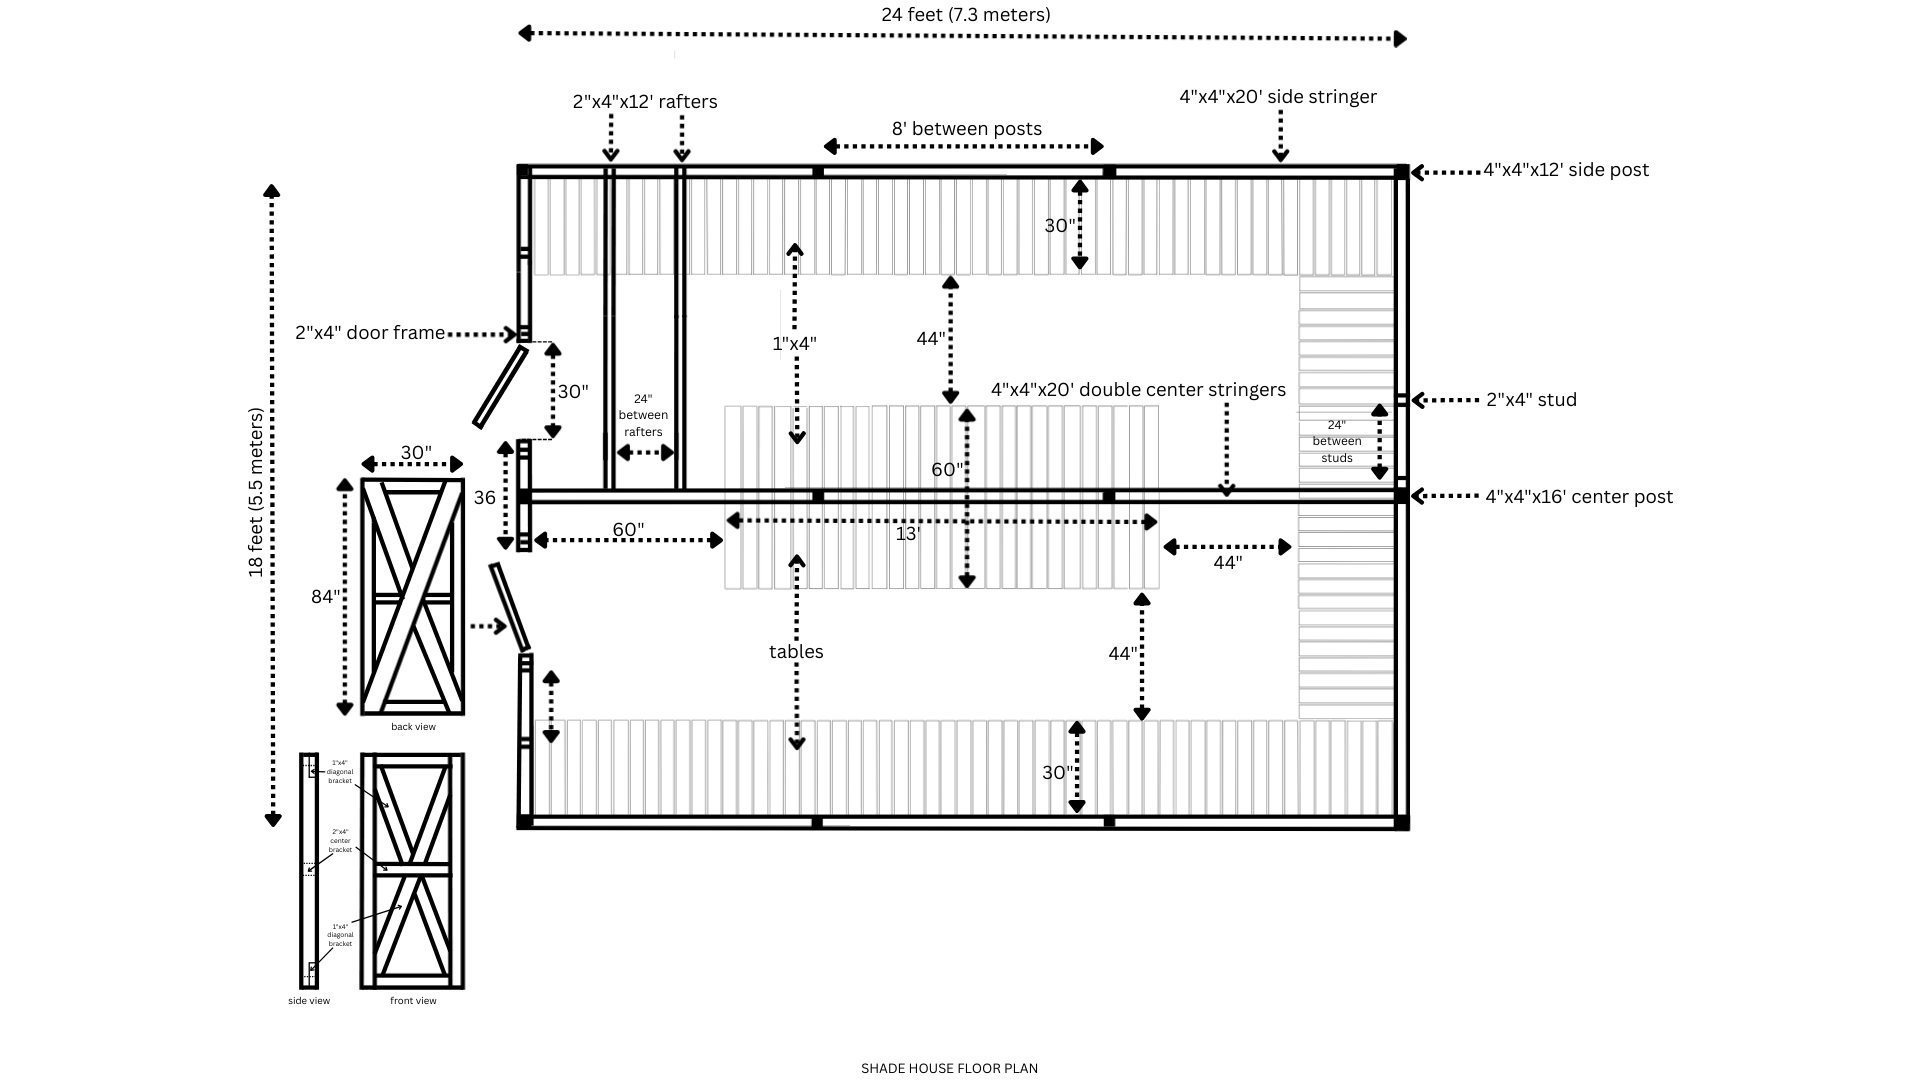 24 feet (7.3 meters)
2"x4"x12' rafters
4"x4"x20' side stringer
8' between posts
4"x4"x12' side post
30"
2"x4" door frame
1"x4"
44"
30"
24"
between
rafters
4"x4"x20' double center stringers
2"x4" stud
24"
between
studs
18 feet (5.5 meters)
30"
60"
36
4"x4"x16' center post
60"
13'
44"
84"
tables
44"
back view
30"
1"x4"
diagonal
bracket
2"x4"
center
bracket
1"x4"
diagonal
bracket
side view
front view
SHADE HOUSE FLOOR PLAN